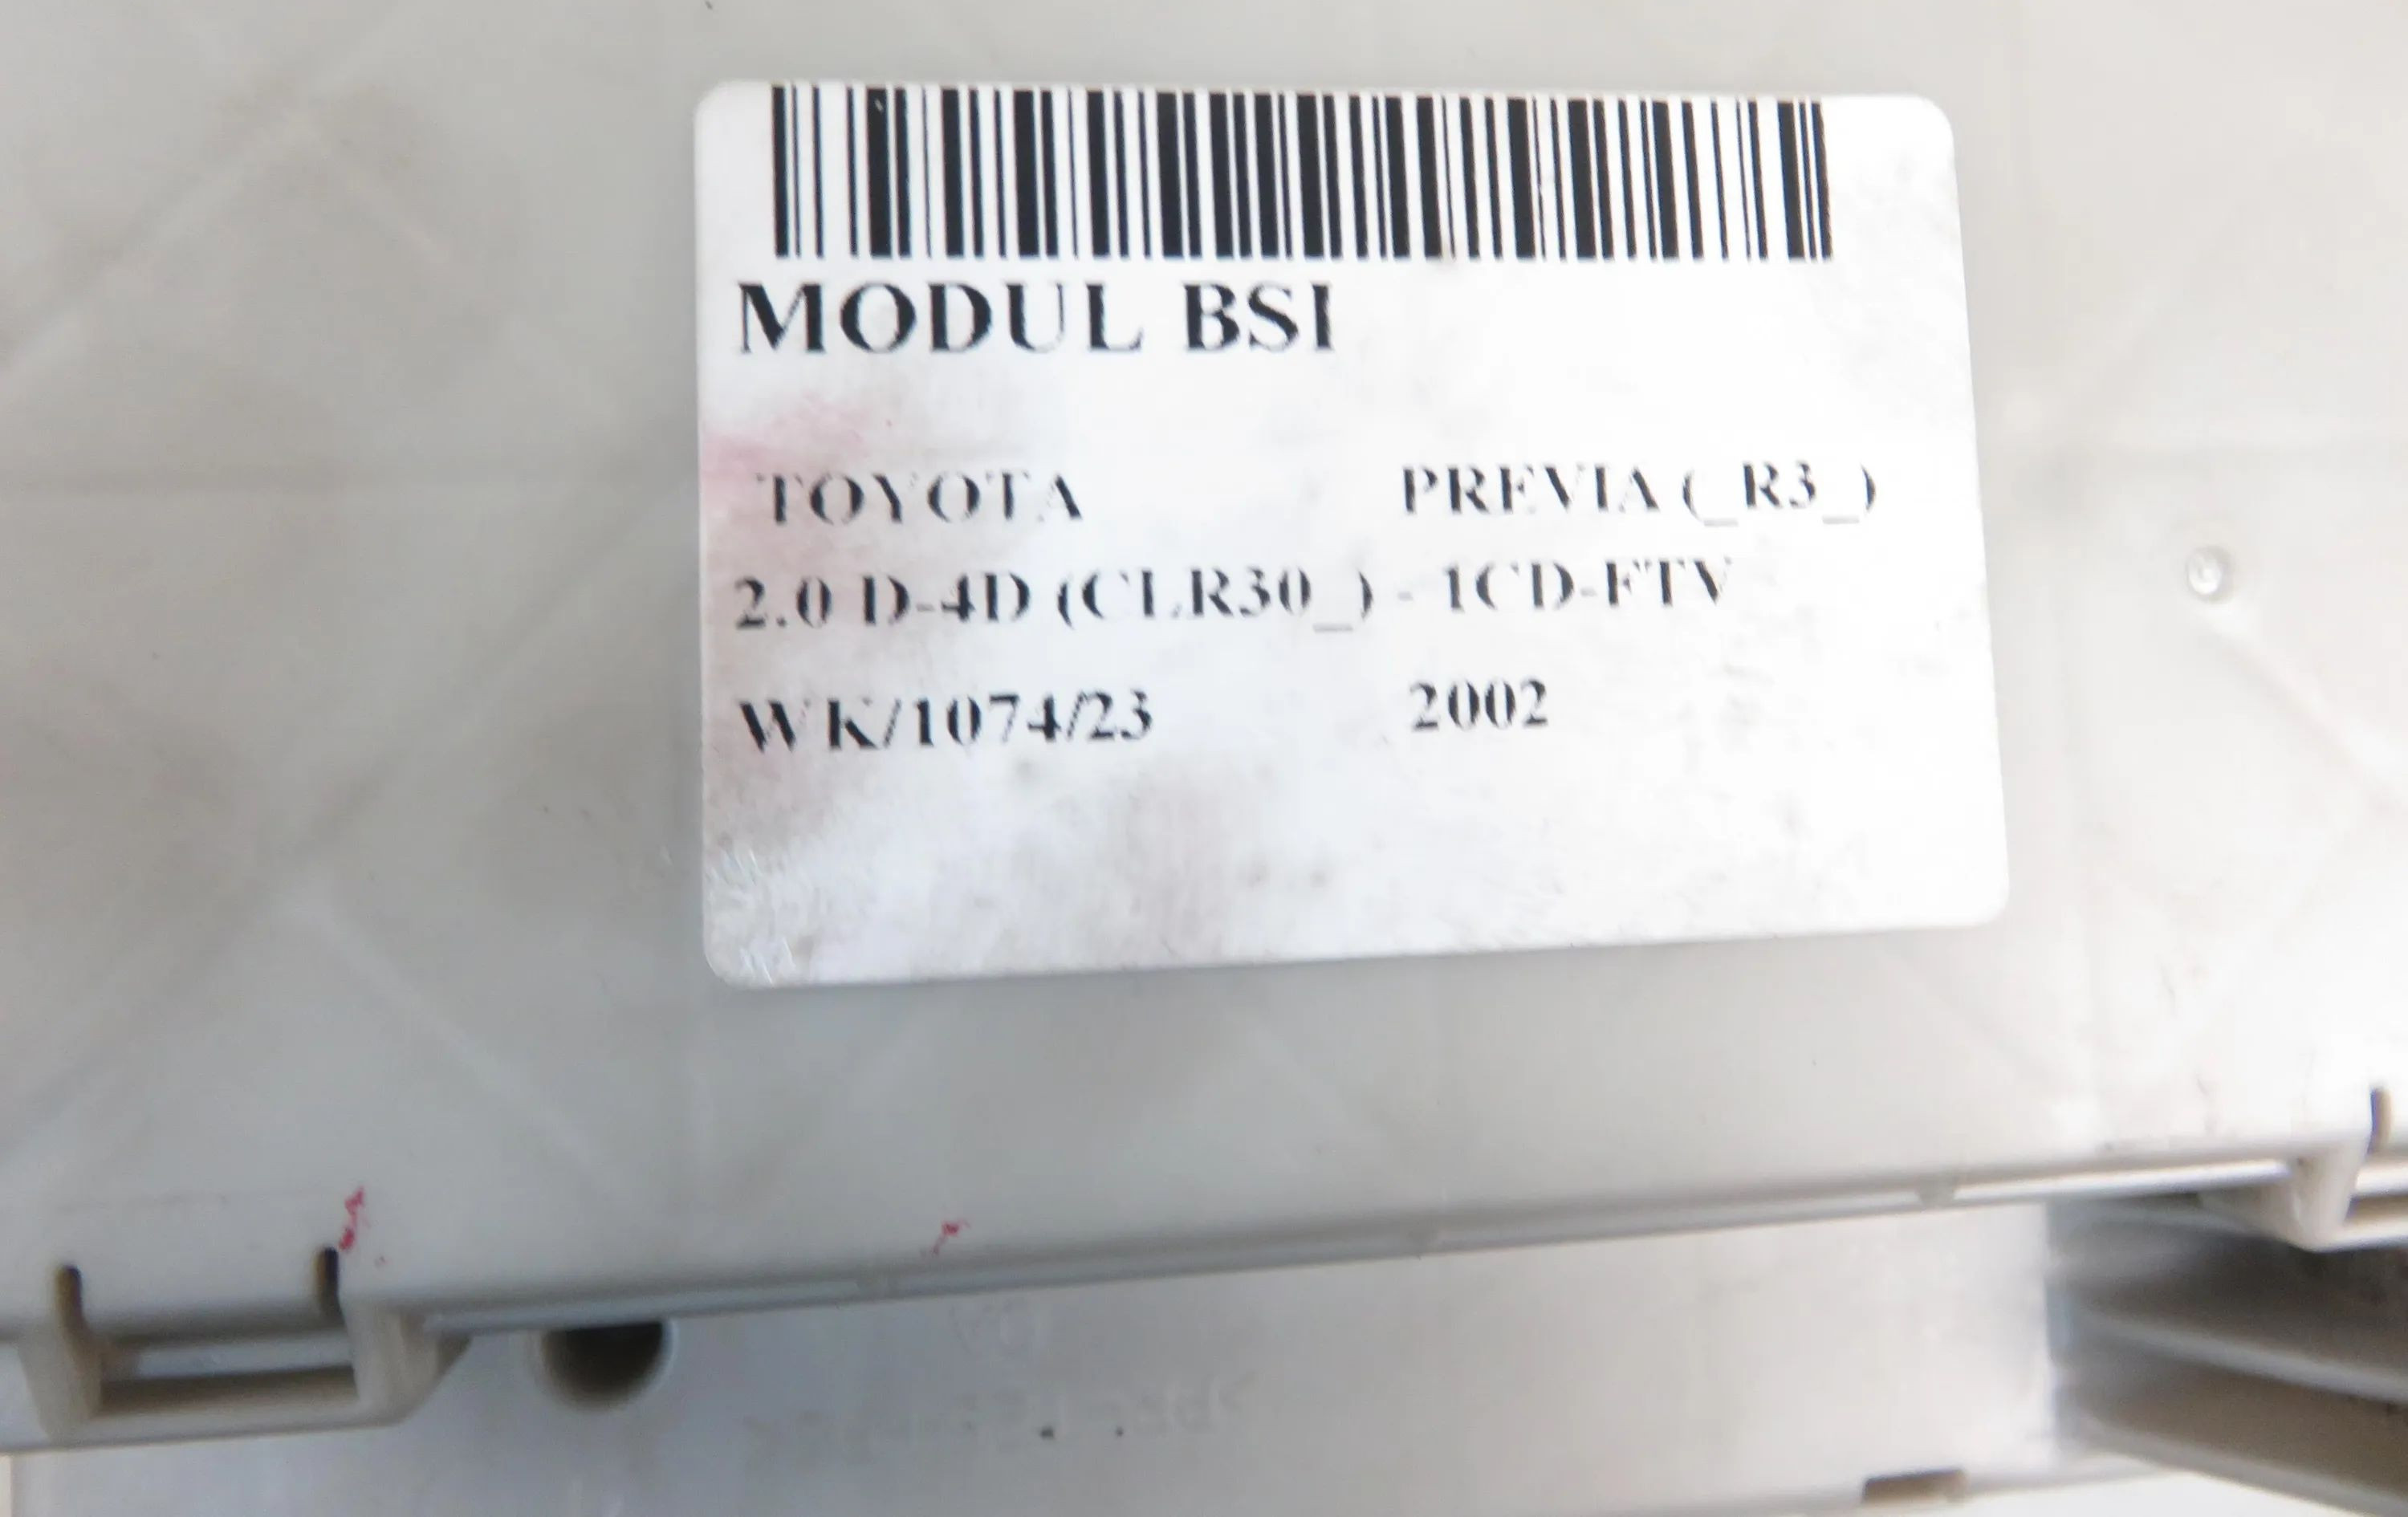 MODUL BSI
TOYOTA PREVIA (_R3_)
2.0 D-4D (CLR30_) - 1CD-FTV
WK/1074/23 2002